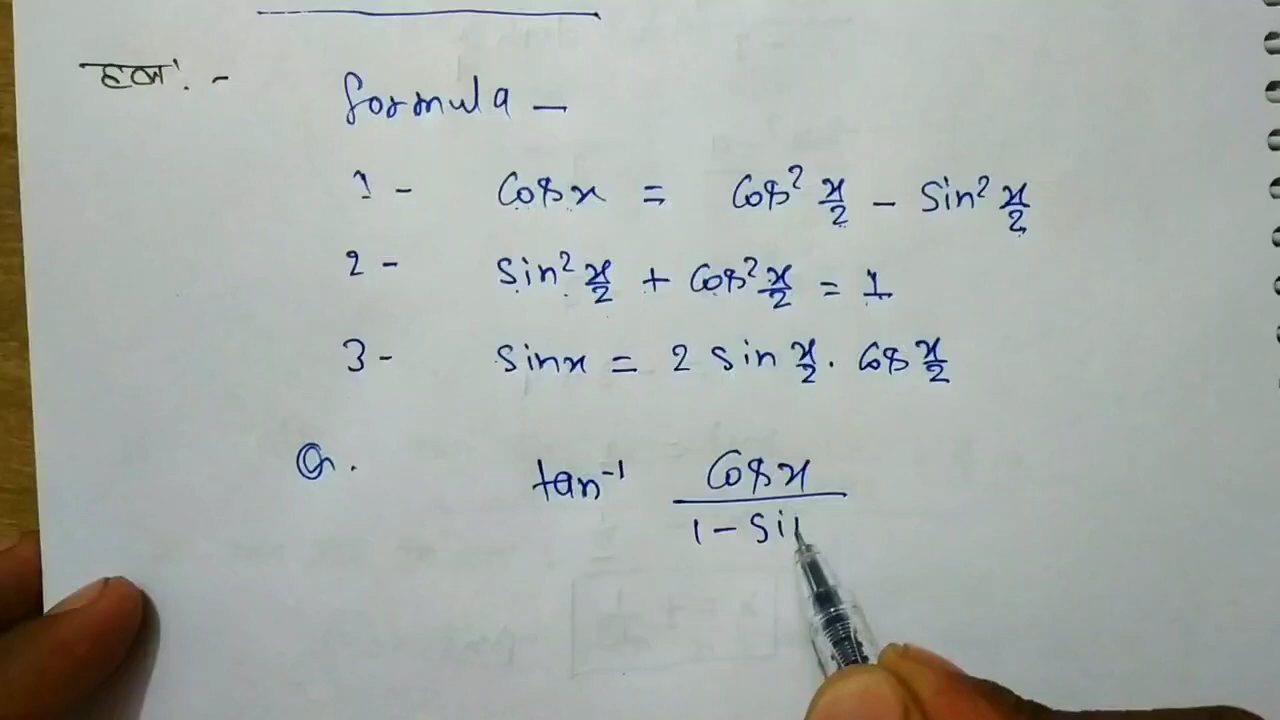 हल :-
formula —
1 - Cos x = Cos² x/2 - Sin² x/2
2 - Sin² x/2 + Cos² x/2 = 1
3 - Sin x = 2 Sin x/2 . Cos x/2
Q. tan⁻¹ Cos x
1 - Sin